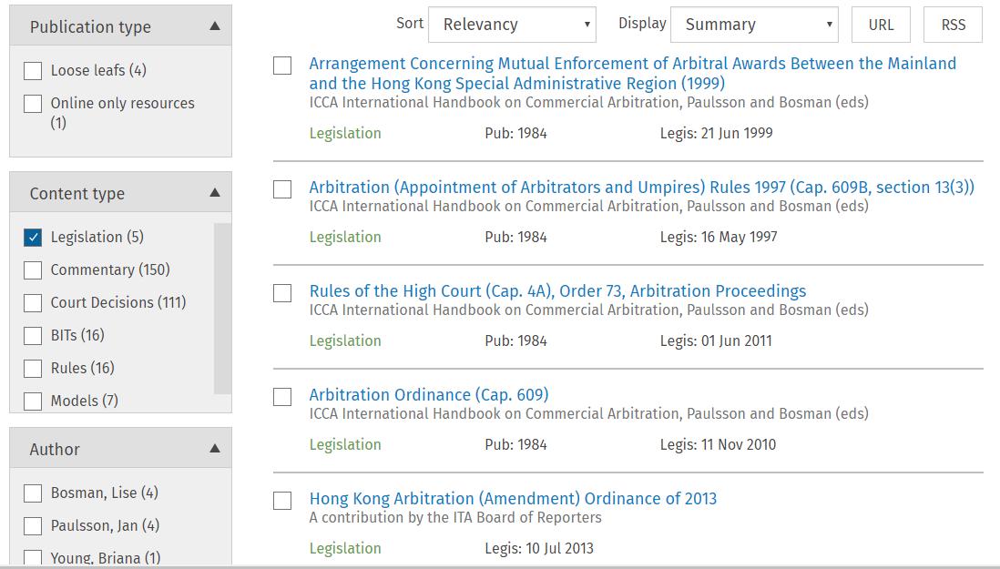 Publication type
Loose leafs (4)
Online only resources
(1)
Content type
Legislation (5)
Commentary (150)
Court Decisions (111)
BITs (16)
Rules (16)
Models (7)
Author
Bosman, Lise (4)
Paulsson, Jan (4)
Young, Briana (1)
Sort Relevancy Display Summary URL RSS
Arrangement Concerning Mutual Enforcement of Arbitral Awards Between the Mainland
and the Hong Kong Special Administrative Region (1999)
ICCA International Handbook on Commercial Arbitration, Paulsson and Bosman (eds)
Legislation Pub: 1984 Legis: 21 Jun 1999
Arbitration (Appointment of Arbitrators and Umpires) Rules 1997 (Cap. 609B, section 13(3))
ICCA International Handbook on Commercial Arbitration, Paulsson and Bosman (eds)
Legislation Pub: 1984 Legis: 16 May 1997
Rules of the High Court (Cap. 4A), Order 73, Arbitration Proceedings
ICCA International Handbook on Commercial Arbitration, Paulsson and Bosman (eds)
Legislation Pub: 1984 Legis: 01 Jun 2011
Arbitration Ordinance (Cap. 609)
ICCA International Handbook on Commercial Arbitration, Paulsson and Bosman (eds)
Legislation Pub: 1984 Legis: 11 Nov 2010
Hong Kong Arbitration (Amendment) Ordinance of 2013
A contribution by the ITA Board of Reporters
Legislation Legis: 10 Jul 2013